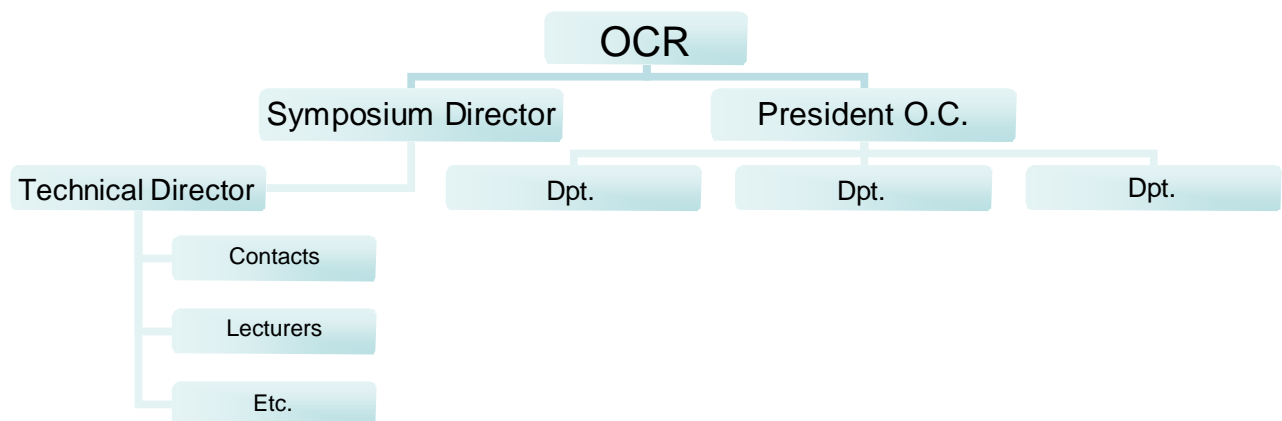 OCR
Symposium Director
President O.C.
Technical Director
Dpt.
Dpt.
Dpt.
Contacts
Lecturers
Etc.